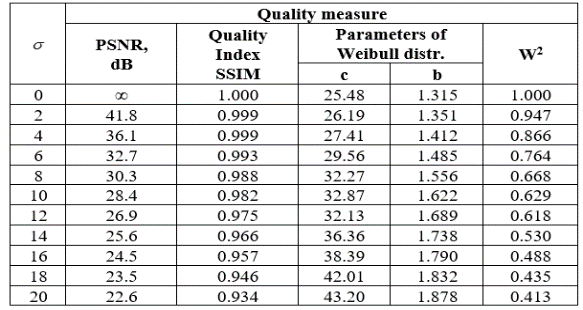 Quality measure
σ PSNR, dB Quality Index SSIM Parameters of Weibull distr. W²
c b
0 ∞ 1.000 25.48 1.315 1.000
2 41.8 0.999 26.19 1.351 0.947
4 36.1 0.999 27.41 1.412 0.866
6 32.7 0.993 29.56 1.485 0.764
8 30.3 0.988 32.27 1.556 0.668
10 28.4 0.982 32.87 1.622 0.629
12 26.9 0.975 32.13 1.689 0.618
14 25.6 0.966 36.36 1.738 0.530
16 24.5 0.957 38.39 1.790 0.488
18 23.5 0.946 42.01 1.832 0.435
20 22.6 0.934 43.20 1.878 0.413